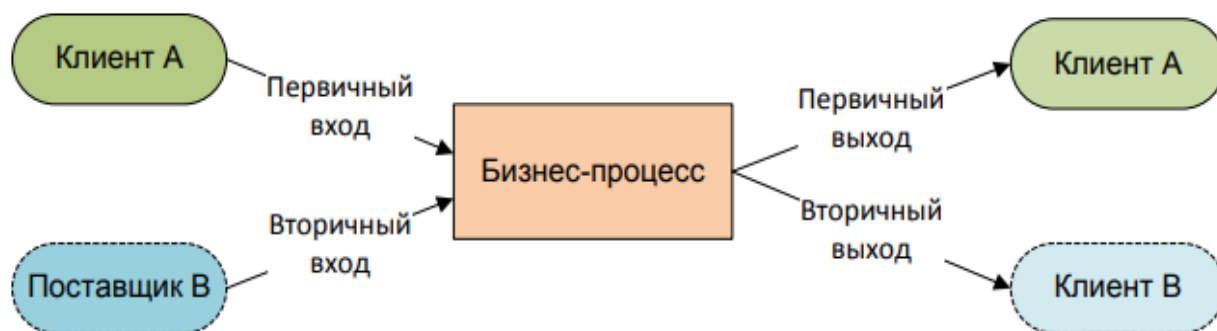 Клиент А
Первичный
вход
Вторичный
вход
Поставщик В
Бизнес-процесс
Первичный
выход
Вторичный
выход
Клиент А
Клиент В